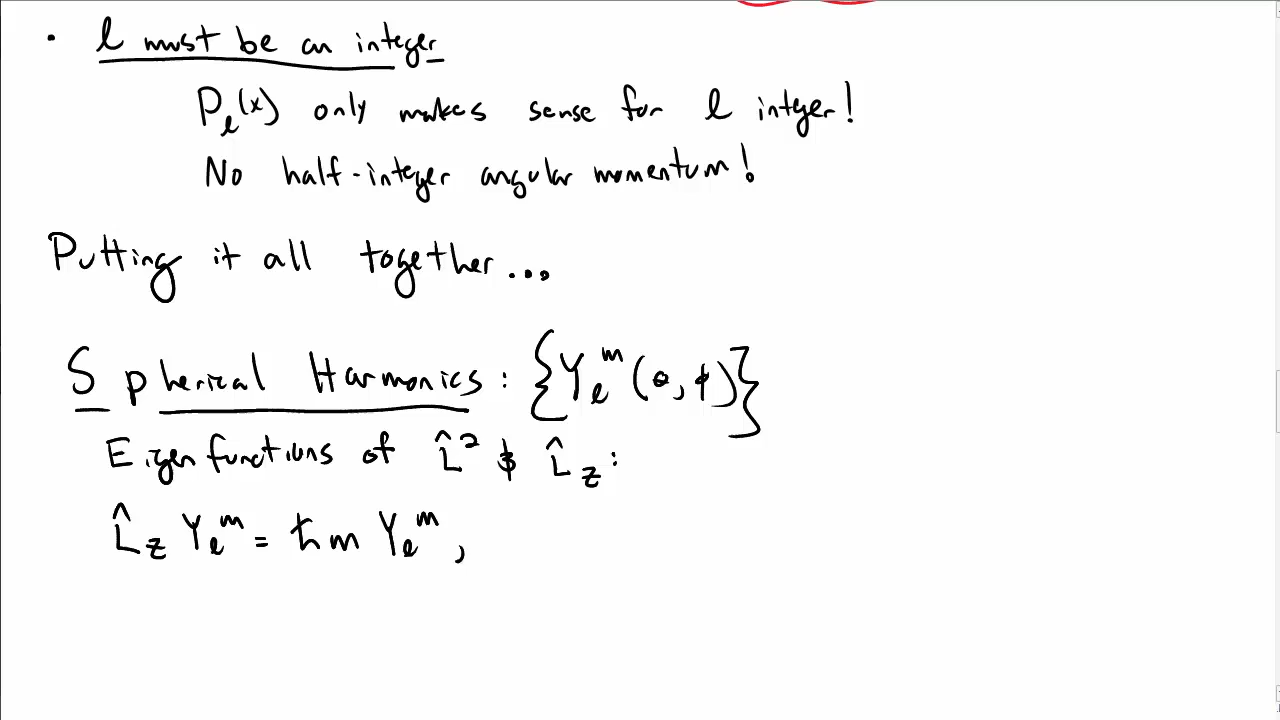 • l must be an integer
P_l(x) only makes sense for l integer!
No half-integer angular momentum!
Putting it all together...
Spherical Harmonics: {Y_l^m(θ,ϕ)}
Eigenfunctions of L̂² & L̂_z:
L̂_z Y_l^m = ħm Y_l^m,